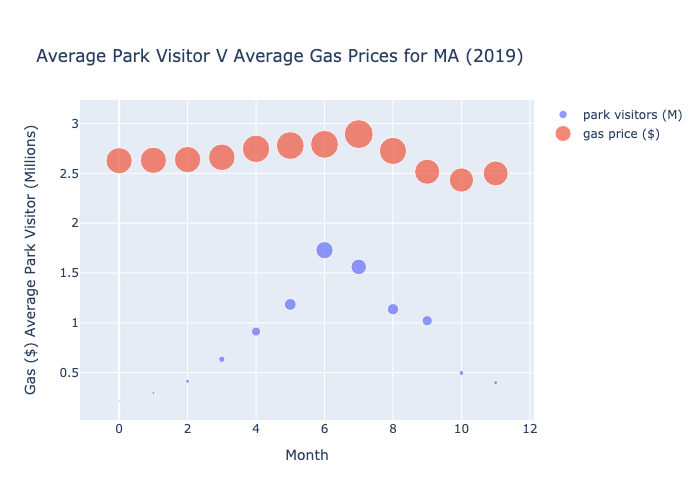 Average Park Visitor V Average Gas Prices for MA (2019)
park visitors (M)
gas price ($)
Gas ($) Average Park Visitor (Millions)
3
2.5
2
1.5
1
0.5
0 2 4 6 8 10 12
Month